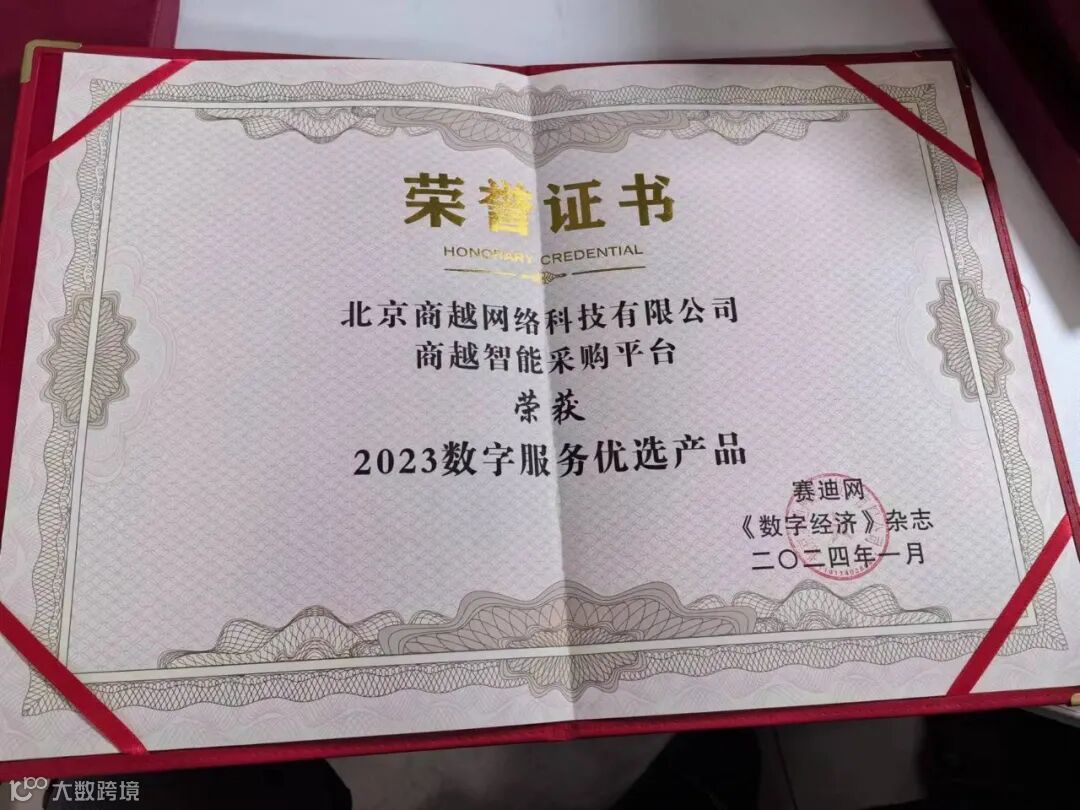 荣誉证书
HONORARY CREDENTIAL
北京商越网络科技有限公司
商越智能采购平台
荣获
2023数字服务优选产品
赛迪网
《数字经济》杂志
二〇二四年一月
大数跨境